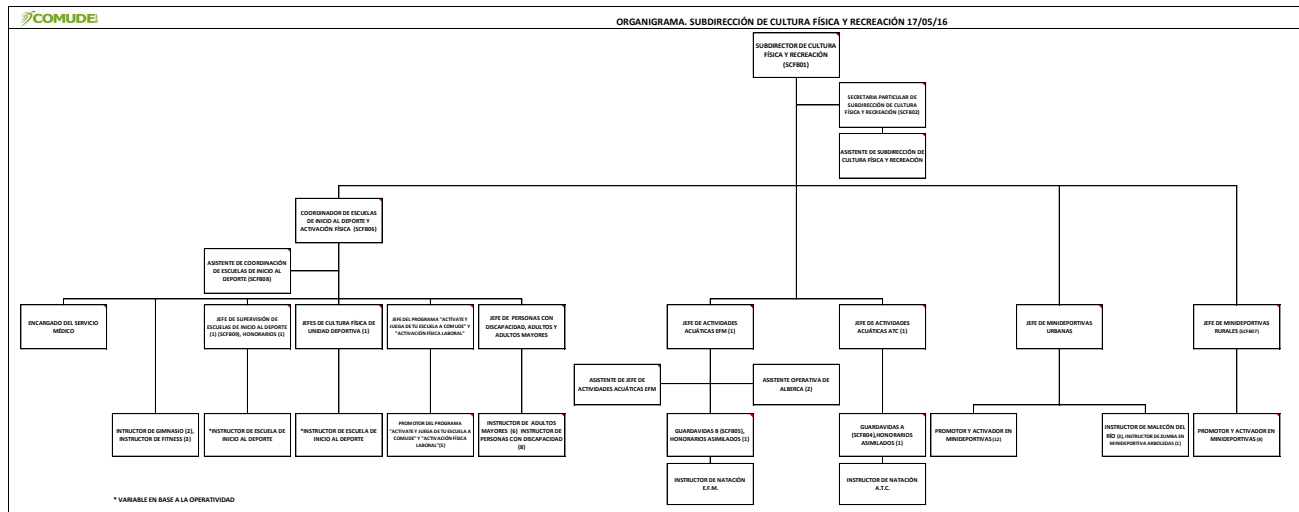 COMUDE
ORGANIGRAMA. SUBDIRECCIÓN DE CULTURA FÍSICA Y RECREACIÓN 17/05/16
SUBDIRECTOR DE CULTURA
FÍSICA Y RECREACIÓN
(SCFB01)
SECRETARIA PARTICULAR DE
SUBDIRECCIÓN DE CULTURA
FÍSICA Y RECREACIÓN (SCFB02)
ASISTENTE DE SUBDIRECCIÓN DE
CULTURA FÍSICA Y RECREACIÓN
COORDINADOR DE ESCUELAS
DE INICIO AL DEPORTE Y
ACTIVACIÓN FÍSICA (SCFB06)
ASISTENTE DE COORDINACIÓN
DE ESCUELAS DE INICIO AL
DEPORTE (SCFB08)
ENCARGADO DEL SERVICIO
MÉDICO
JEFE DE SUPERVISIÓN DE
ESCUELAS DE INICIO AL DEPORTE
(1) (SCFB09), HONORARIOS (1)
JEFES DE CULTURA FÍSICA DE
UNIDAD DEPORTIVA (1)
JEFE DEL PROGRAMA "ACTÍVATE Y
JUEGA DE TU ESCUELA A COMUDE" Y
"ACTIVACIÓN FÍSICA LABORAL"
JEFE DE PERSONAS CON
DISCAPACIDAD, ADULTOS Y
ADULTOS MAYORES
JEFE DE ACTIVIDADES
ACUÁTICAS EFM (1)
JEFE DE ACTIVIDADES
ACUÁTICAS ATC (1)
JEFE DE MINIDEPORTIVAS
URBANAS
JEFE DE MINIDEPORTIVAS
RURALES (SCFB07)
ASISTENTE DE JEFE DE
ACTIVIDADES ACUÁTICAS EFM
ASISTENTE OPERATIVA DE
ALBERCA (2)
INTRUCTOR DE GIMNASIO (2),
INSTRUCTOR DE FITNESS (3)
*INSTRUCTOR DE ESCUELA DE
INICIO AL DEPORTE
*INSTRUCTOR DE ESCUELA DE
INICIO AL DEPORTE
PROMOTOR DEL PROGRAMA
"ACTIVATE Y JUEGA DE TU ESCUELA A
COMUDE" Y "ACTIVACIÓN FÍSICA
LABORAL"(5)
INSTRUCTOR DE ADULTOS
MAYORES (6) INSTRUCTOR DE
PERSONAS CON DISCAPACIDAD
(8)
GUARDAVIDAS B (SCFB05),
HONORARIOS ASIMILADOS (1)
GUARDAVIDAS A
(SCFB04),HONORARIOS
ASIMILADOS (1)
PROMOTOR Y ACTIVADOR EN
MINIDEPORTIVAS (12)
INSTRUCTOR DE MALECÓN DEL
RÍO (3), INSTRUCTOR DE ZUMBA EN
MINIDEPORTIVA ARBOLEDAS (1)
PROMOTOR Y ACTIVADOR EN
MINIDEPORTIVAS (8)
INSTRUCTOR DE NATACIÓN
E.F.M.
INSTRUCTOR DE NATACIÓN
A.T.C.
* VARIABLE EN BASE A LA OPERATIVIDAD